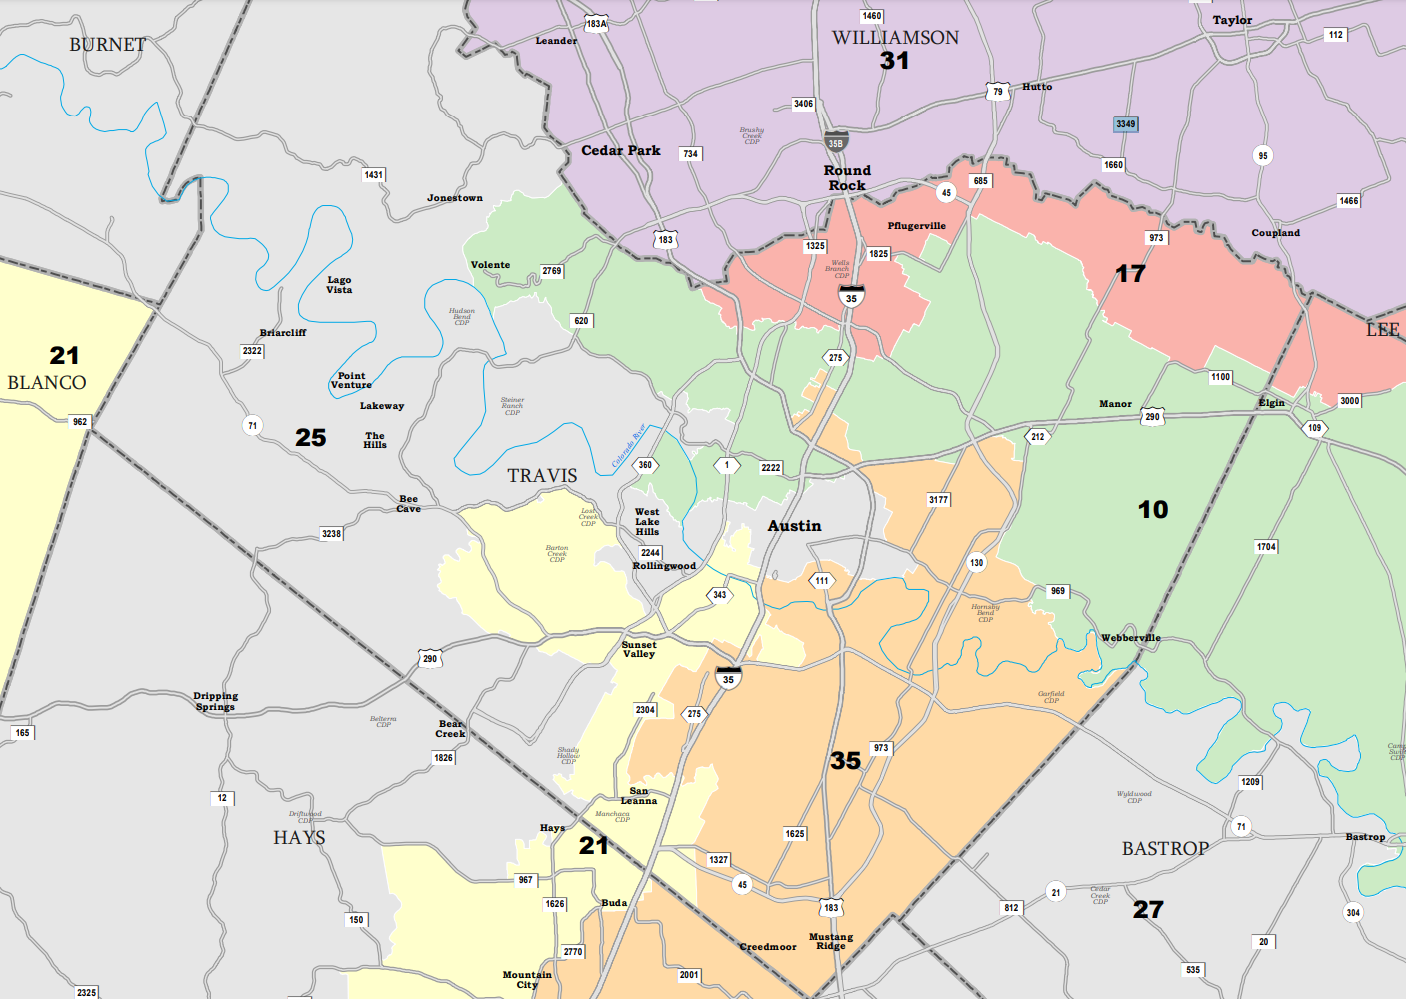 1460
183A
Taylor
Leander
WILLIAMSON
112
BURNET
31
79
Hutto
3406
3349
Brushy
Creek
CDP
35B
Cedar Park
734
95
1660
1431
Round
Rock
685
45
Jonestown
1466
Pflugerville
Coupland
183
1325
973
1825
Volente
2769
Wells
Branch
CDP
17
Lago
Vista
35
Hudson
Bend
CDP
620
LEE
Briarcliff
21
2322
275
BLANCO
Point
Venture
1100
Lakeway
Steiner
Ranch
CDP
Manor
290
Elgin
3000
962
71
25
The
Hills
Colorado River
212
109
360
1
2222
TRAVIS
Bee
Cave
3177
10
Lost
Creek
CDP
West
Lake
Hills
Austin
3238
Barton
Creek
CDP
2244
Rollingwood
1704
130
343
111
969
Hornsby
Bend
CDP
Webberville
Sunset
Valley
290
35
Dripping
Springs
2304
275
Garfield
CDP
165
Belterra
CDP
Bear
Creek
1826
Shady
Hollow
CDP
35
973
1209
12
San
Leanna
Wyldwood
CDP
Driftwood
CDP
Manchaca
CDP
HAYS
Hays
21
1625
71
Bastrop
BASTROP
1327
967
45
21
Cedar
Creek
CDP
1626
Buda
183
812
27
304
150
2770
Creedmoor
Mustang
Ridge
20
Mountain
City
2001
535
2325